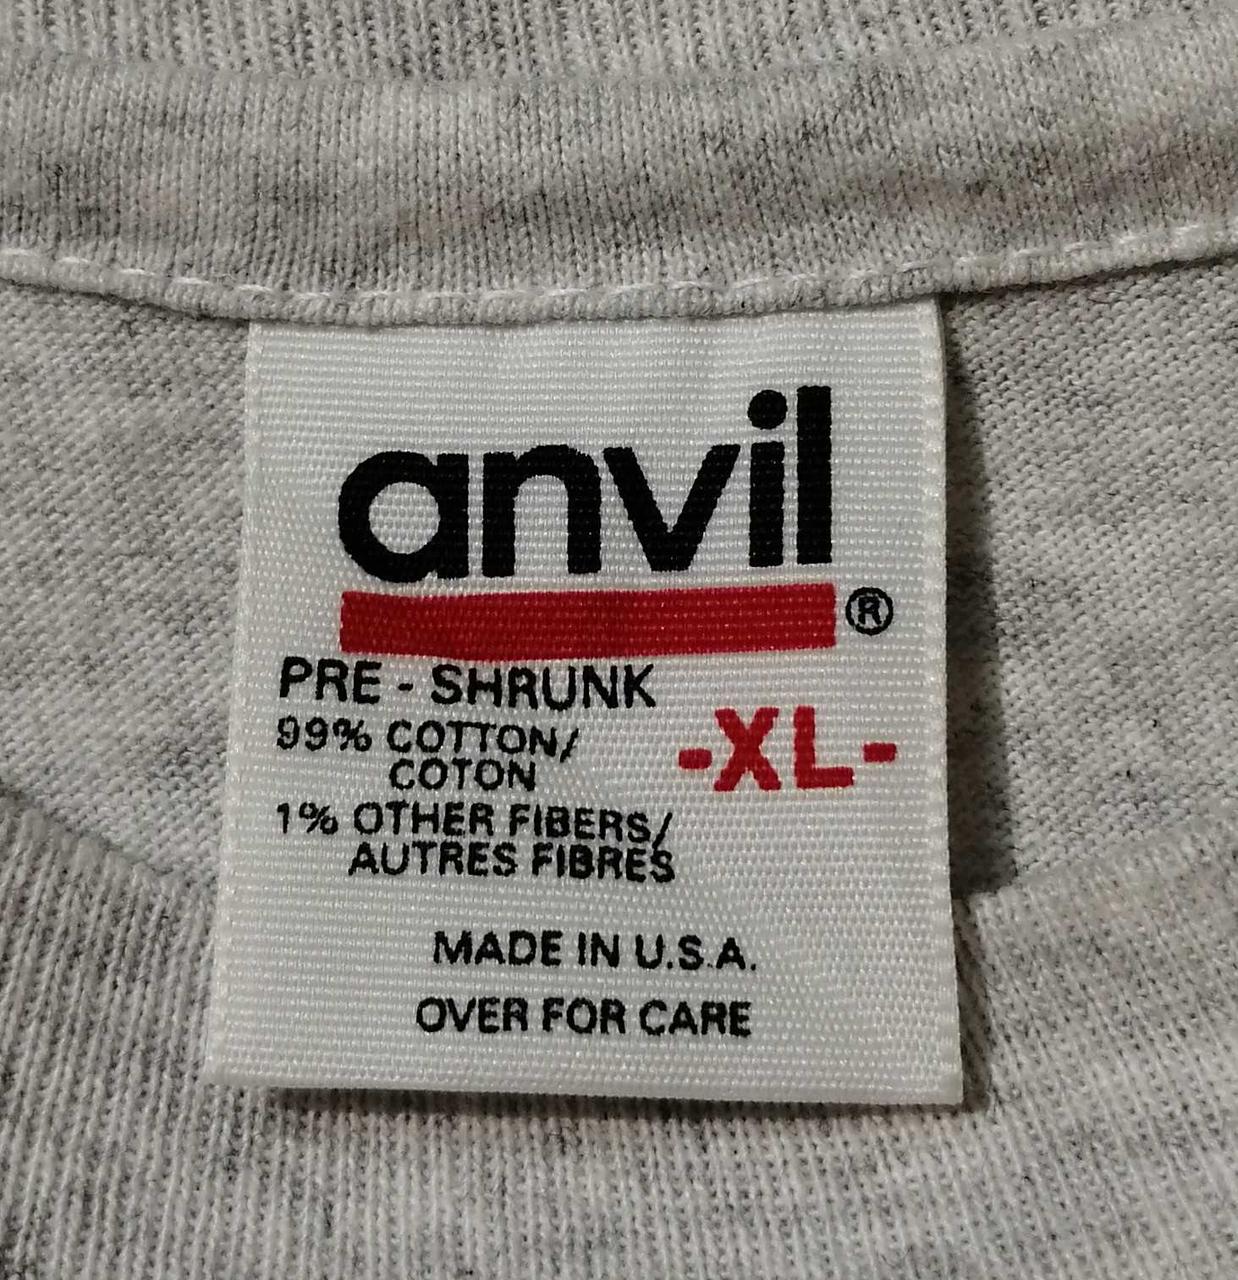 anvil®
PRE - SHRUNK
99% COTTON/
COTON
-XL-
1% OTHER FIBERS/
AUTRES FIBRES
MADE IN U.S.A.
OVER FOR CARE